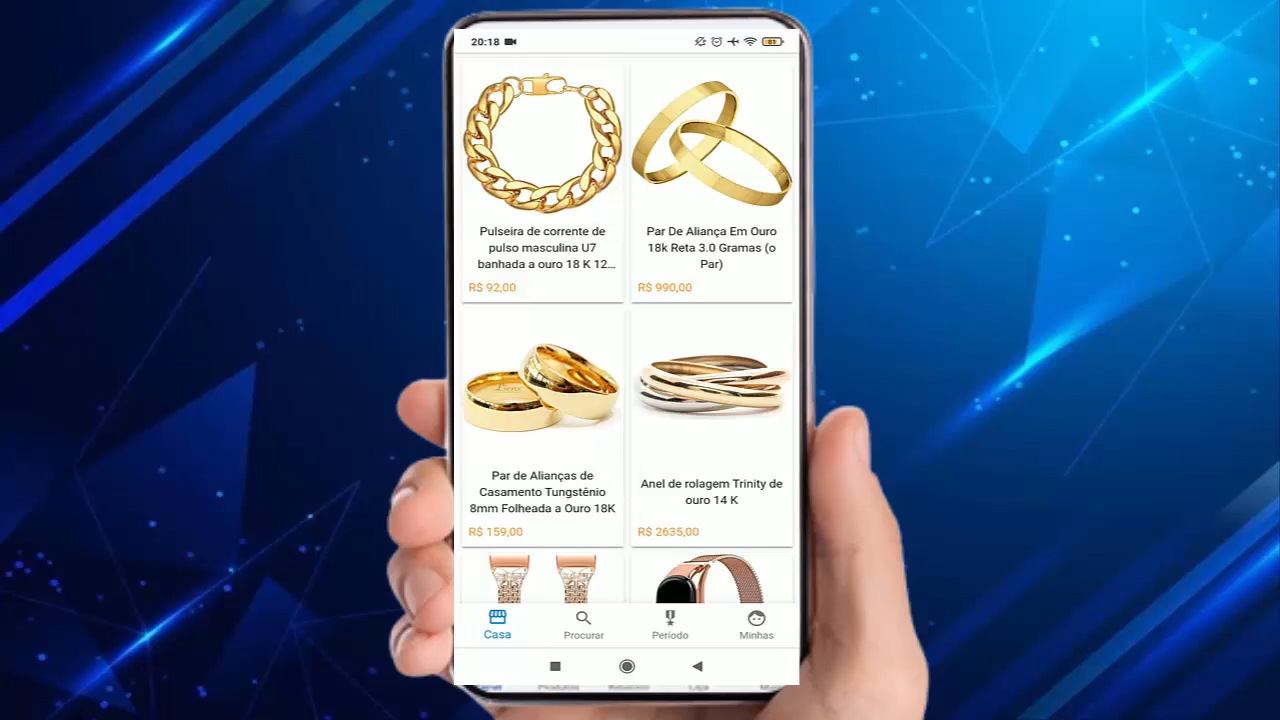 20:18
Pulseira de corrente de
pulso masculina U7
banhada a ouro 18 K 12...
R$ 92,00
Par De Aliança Em Ouro
18k Reta 3.0 Gramas (o
Par)
R$ 990,00
Par de Alianças de
Casamento Tungstênio
8mm Folheada a Ouro 18K
R$ 159,00
Anel de rolagem Trinity de
ouro 14 K
R$ 2635,00
Casa
Procurar
Período
Minhas